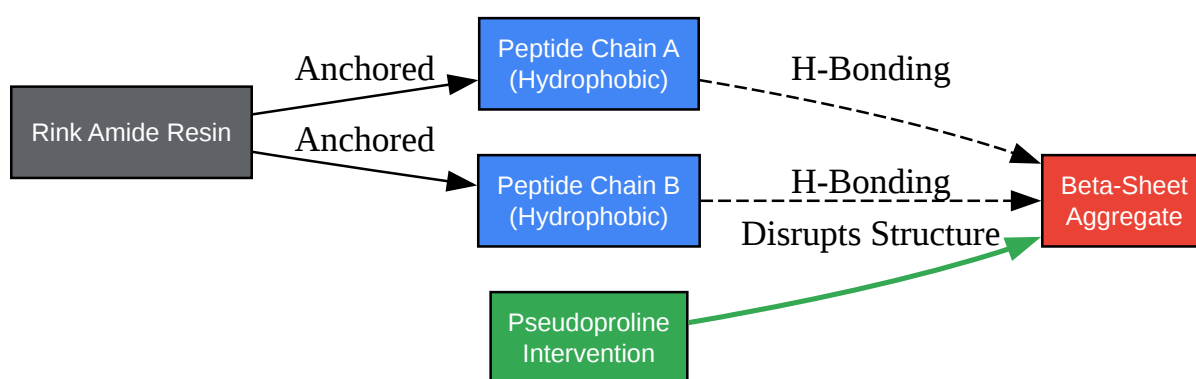 Rink Amide Resin
Anchored
Anchored
Peptide Chain A
(Hydrophobic)
Peptide Chain B
(Hydrophobic)
H-Bonding
H-Bonding
Disrupts Structure
Pseudoproline
Intervention
Beta-Sheet
Aggregate